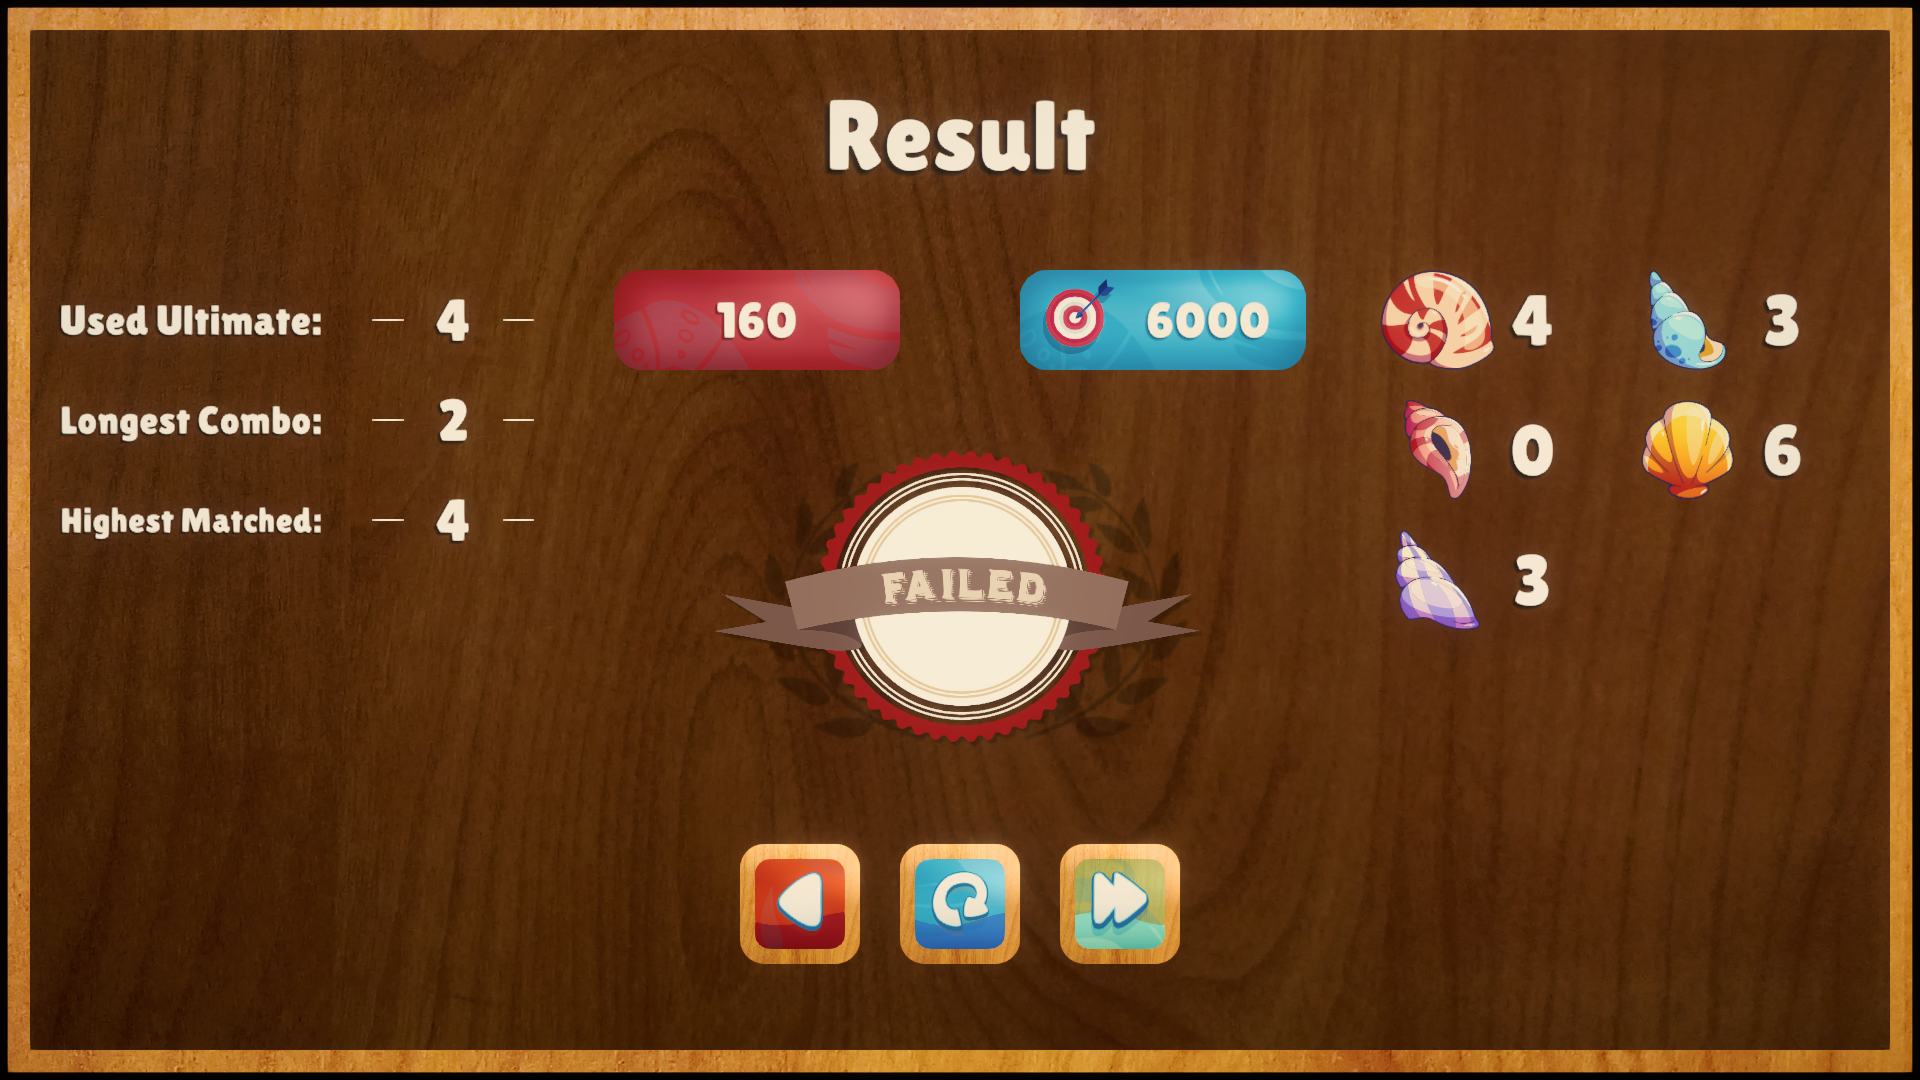 Result
Used Ultimate: 4
Longest Combo: 2
Highest Matched: 4
160
6000
FAILED
4 3
0 6
3